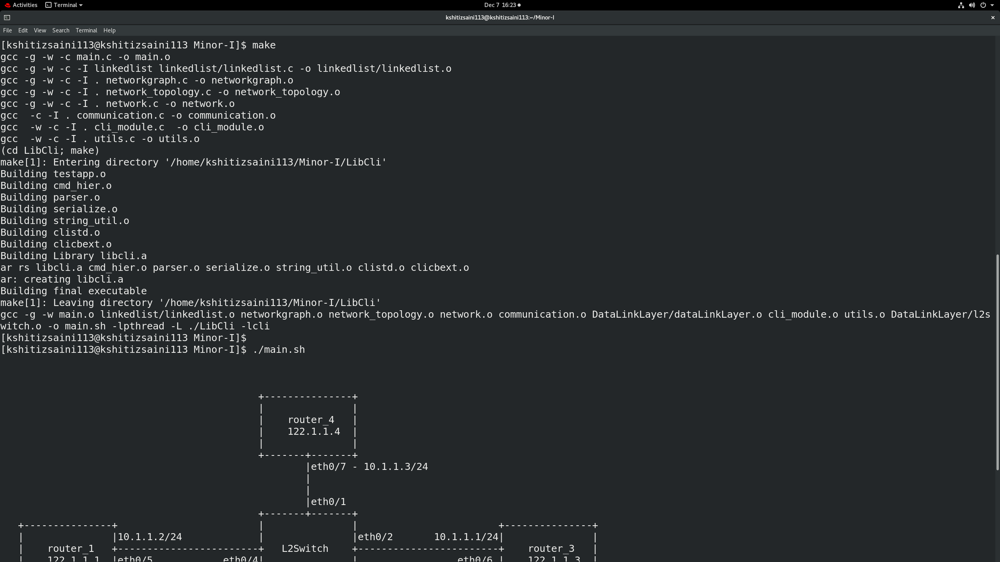 Activities Terminal Dec 7 16:23
kshitizsaini113@kshitizsaini113:~/Minor-I ×
File Edit View Search Terminal Help
[kshitizsaini113@kshitizsaini113 Minor-I]$ make
gcc -g -w -c main.c -o main.o
gcc -g -w -c -I linkedlist linkedlist/linkedlist.c -o linkedlist/linkedlist.o
gcc -g -w -c -I . networkgraph.c -o networkgraph.o
gcc -g -w -c -I . network_topology.c -o network_topology.o
gcc -g -w -c -I . network.c -o network.o
gcc  -c -I . communication.c -o communication.o
gcc  -w -c -I . cli_module.c  -o cli_module.o
gcc  -w -c -I . utils.c -o utils.o
(cd LibCli; make)
make[1]: Entering directory '/home/kshitizsaini113/Minor-I/LibCli'
Building testapp.o
Building cmd_hier.o
Building parser.o
Building serialize.o
Building string_util.o
Building clistd.o
Building clicbext.o
Building Library libcli.a
ar rs libcli.a cmd_hier.o parser.o serialize.o string_util.o clistd.o clicbext.o
ar: creating libcli.a
Building final executable
make[1]: Leaving directory '/home/kshitizsaini113/Minor-I/LibCli'
gcc -g -w main.o linkedlist/linkedlist.o networkgraph.o network_topology.o network.o communication.o DataLinkLayer/dataLinkLayer.o cli_module.o utils.o DataLinkLayer/l2s
witch.o -o main.sh -lpthread -L ./LibCli -lcli
[kshitizsaini113@kshitizsaini113 Minor-I]$
[kshitizsaini113@kshitizsaini113 Minor-I]$ ./main.sh
                                            +---------------+
                                            |               |
                                            |    router_4   |
                                            |    122.1.1.4  |
                                            |               |
                                            +-------+-------+
                                                    |eth0/7 - 10.1.1.3/24
                                                    |
                                                    |
                                                    |eth0/1
                                            +-------+-------+
   +---------------+                        |               |                        +---------------+
   |               |10.1.1.2/24             |               |eth0/2       10.1.1.1/24|               |
   |    router_1   +------------------------+   L2Switch    +------------------------+    router_3   |
   |    122.1.1.1  |eth0/5            eth0/4|               |                 eth0/6 |    122.1.1.3  |